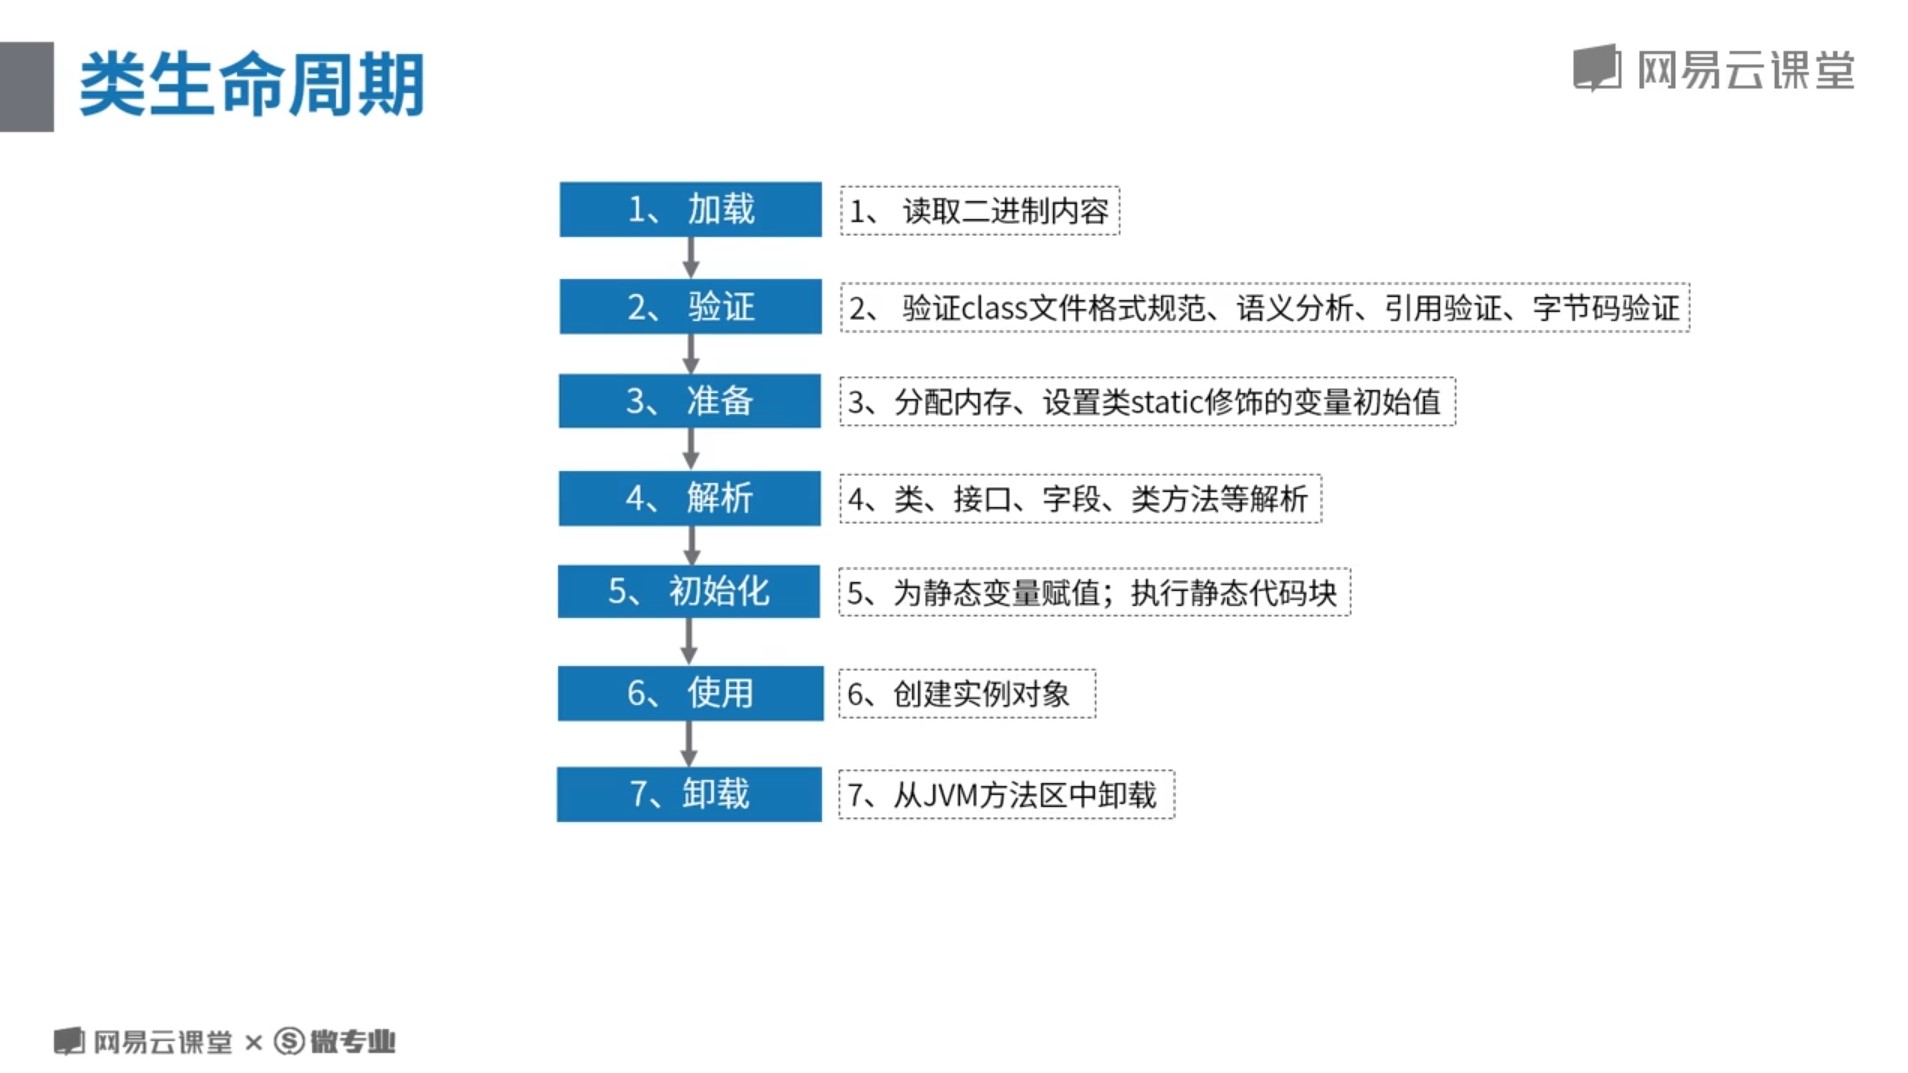 类生命周期
网易云课堂
1、 加载
1、 读取二进制内容
2、 验证
2、 验证class文件格式规范、语义分析、引用验证、字节码验证
3、 准备
3、分配内存、设置类static修饰的变量初始值
4、 解析
4、类、接口、字段、类方法等解析
5、 初始化
5、为静态变量赋值；执行静态代码块
6、 使用
6、创建实例对象
7、卸载
7、从JVM方法区中卸载
网易云课堂 × Ⓢ 微专业